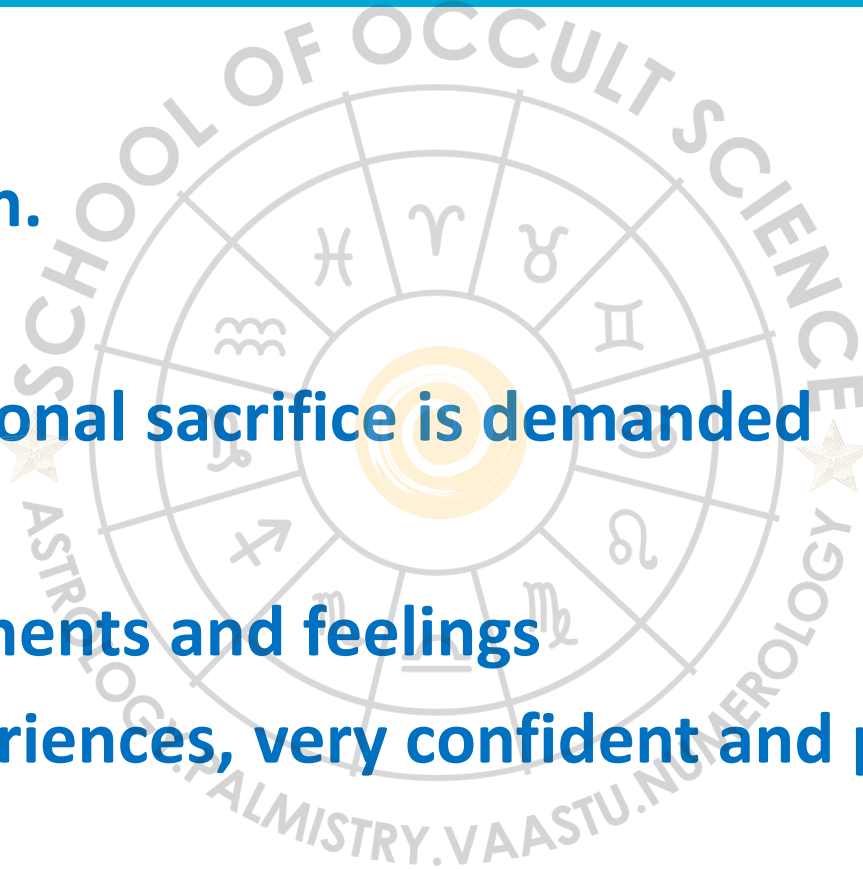 SCHOOL OF OCCULT SCIENCE
n.
onal sacrifice is demanded
nents and feelings
riences, very confident and p
ASTROLOGY.PALMISTRY.VAASTU.NUMEROLOGY